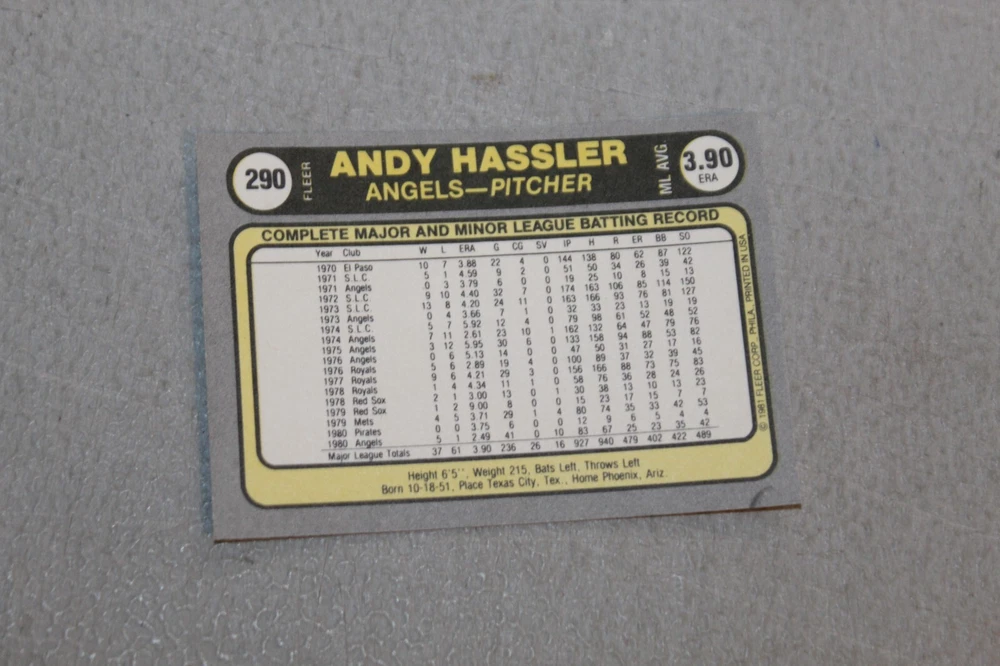 290
FLEER
ANDY HASSLER
ANGELS—PITCHER
ML AVG.
3.90
ERA
COMPLETE MAJOR AND MINOR LEAGUE BATTING RECORD
Year Club W L ERA G CG SV IP H R ER BB SO
1970 El Paso 10 7 3.88 22 4 0 144 138 80 62 87 122
1971 S.L.C. 5 1 4.59 9 2 0 51 50 34 26 39 42
1971 Angels .0 3 3.79 6 0 0 19 25 10 8 15 13
1972 S.L.C 9 10 4.40 32 7 0 174 163 106 85 114 150
1973 S.L.C. 13 8 4.20 24 11 0 163 166 93 76 81 127
1973 Angels 0 4 3.66 7 1 0 32 33 23 13 19 19
1974 S.L.C. 5 7 5.92 12 4 0 79 98 61 52 48 52
1974 Angels 7 11 2.61 23 10 1 162 132 64 47 79 76
1975 Angels 3 12 5.95 30 6 0 133 158 94 88 53 82
1976 Angels 0 6 5.13 14 0 0 47 50 31 27 17 16
1976 Royals 5 6 2.89 19 4 0 100 89 37 32 39 45
1977 Royals 9 6 4.21 29 3 0 156 166 88 73 75 83
1978 Royals 1 4 4.34 11 1 0 58 76 36 28 24 26
1978 Red Sox 2 1 3.00 13 0 1 30 38 13 10 13 23
1979 Red Sox 1 2 9.00 8 0 0 15 23 17 15 7 7
1979 Mets 4 5 3.71 29 1 4 80 74 35 33 42 53
1980 Pirates 0 0 3.75 6 0 0 12 9 6 5 4 4
1980 Angels 5 1 2.49 41 0 10 83 67 25 23 35 42
Major League Totals 37 61 3.90 236 26 16 927 940 479 402 422 489
Height 6'5'', Weight 215, Bats Left, Throws Left
Born 10-18-51, Place Texas City, Tex., Home Phoenix, Ariz.
© 1981 FLEER CORP. PHILA., PRINTED IN USA